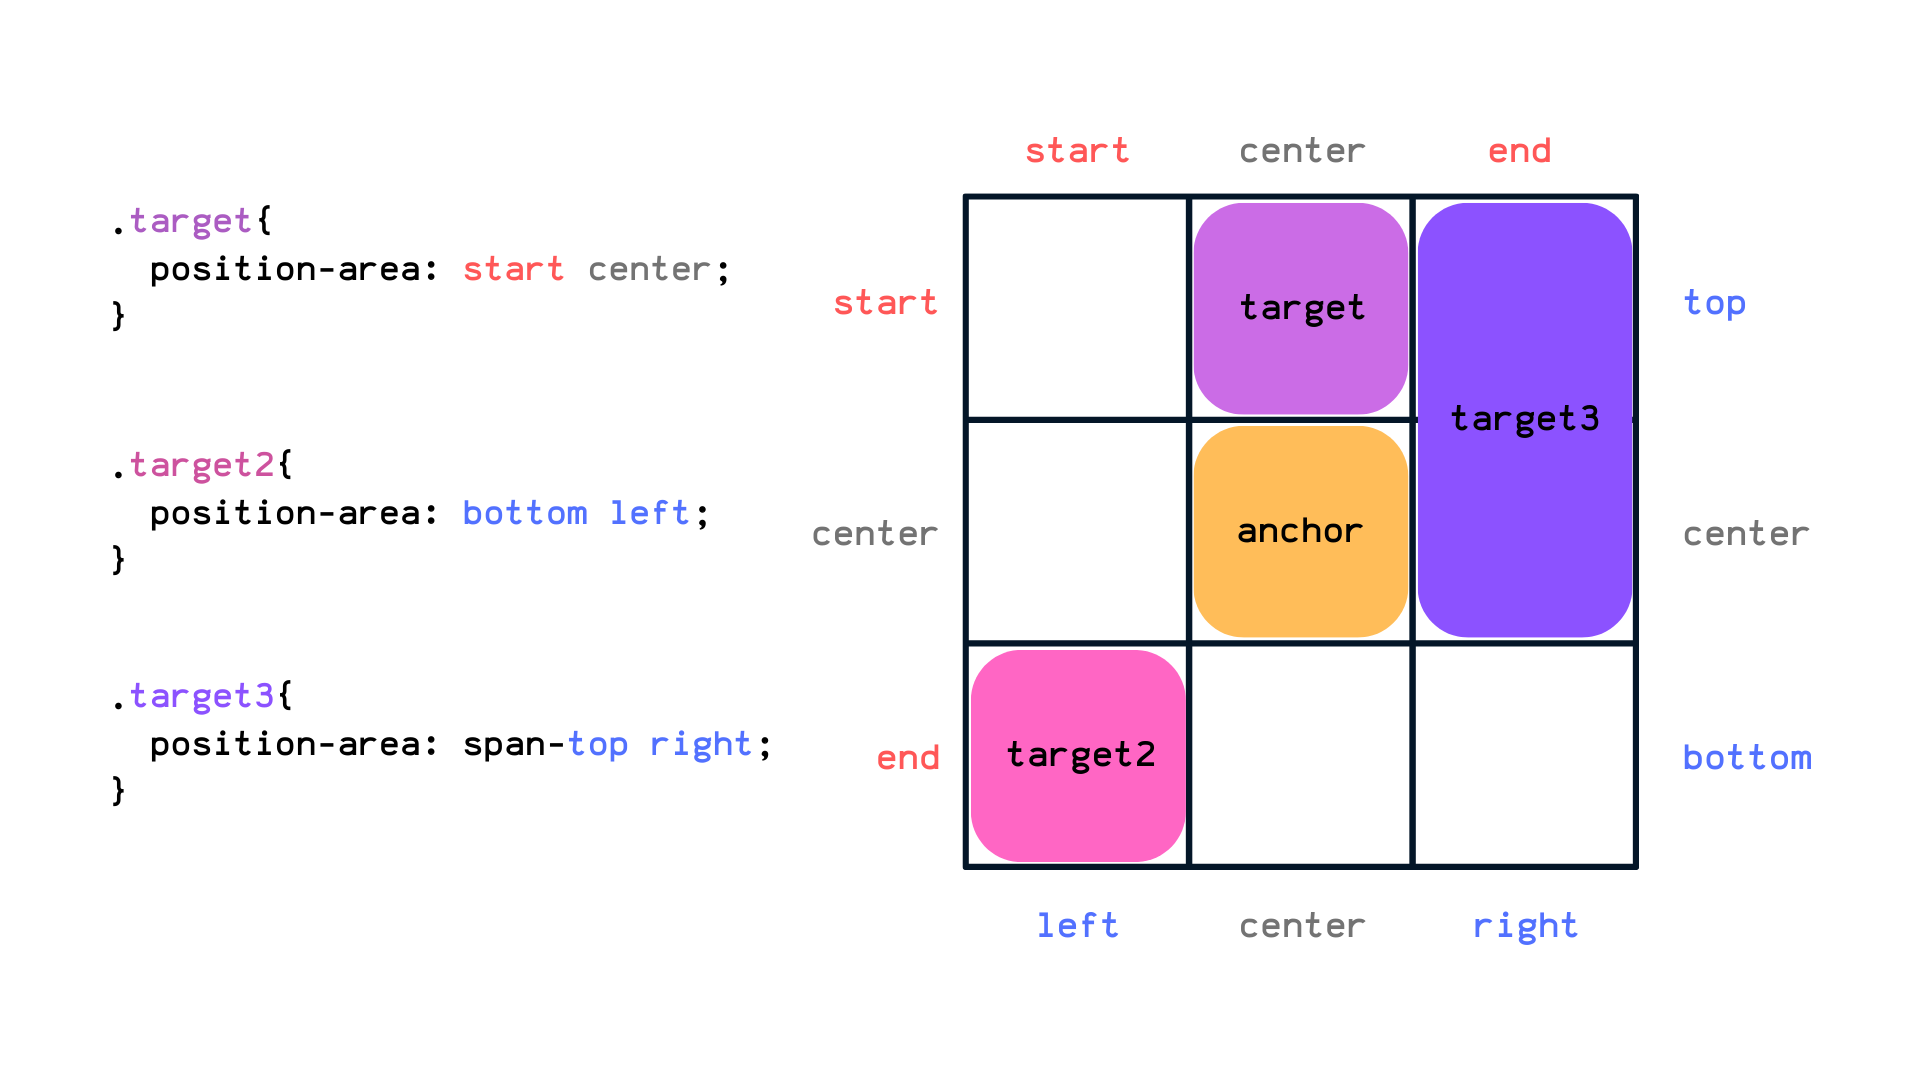 .target{
position-area: start center;
}
.target2{
position-area: bottom left;
}
.target3{
position-area: span-top right;
}
start center end
start target top
target3
center anchor center
end target2 bottom
left center right